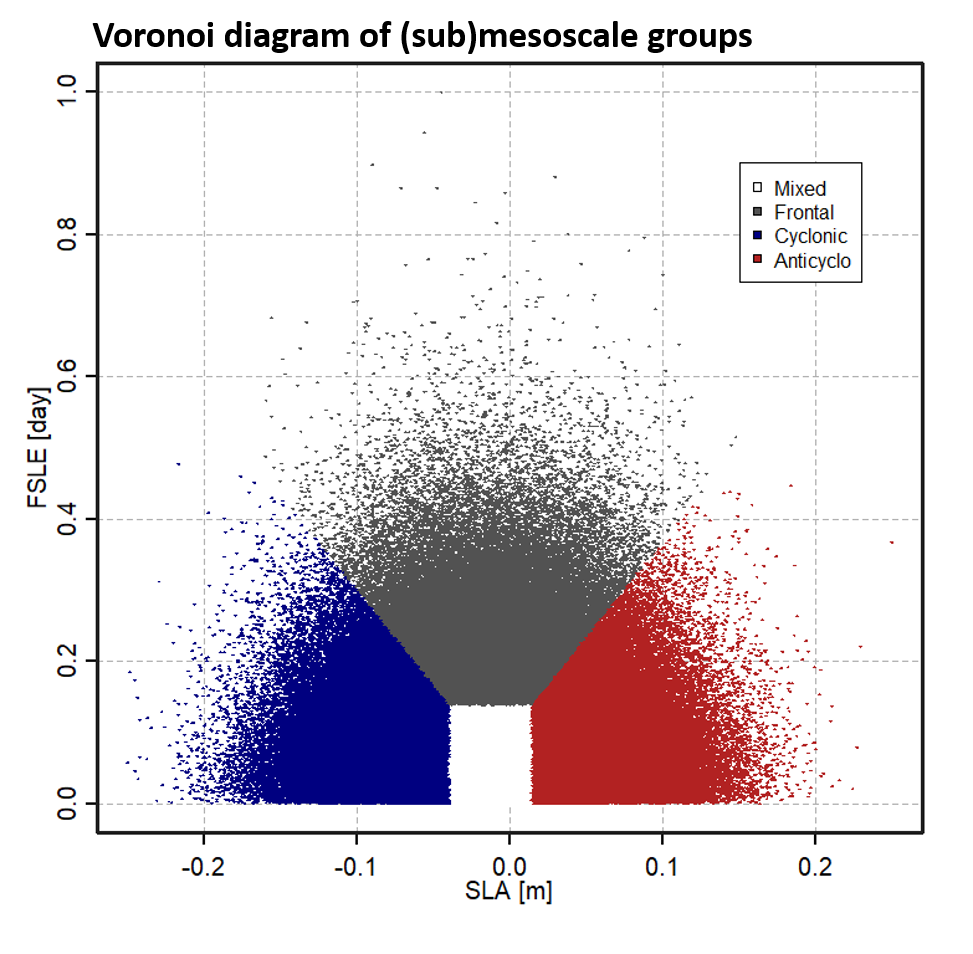 Voronoi diagram of (sub)mesoscale groups
1.0
0.8
0.6
0.4
0.2
0.0
FSLE [day]
Mixed
Frontal
Cyclonic
Anticyclo
-0.2
-0.1
0.0
0.1
0.2
SLA [m]